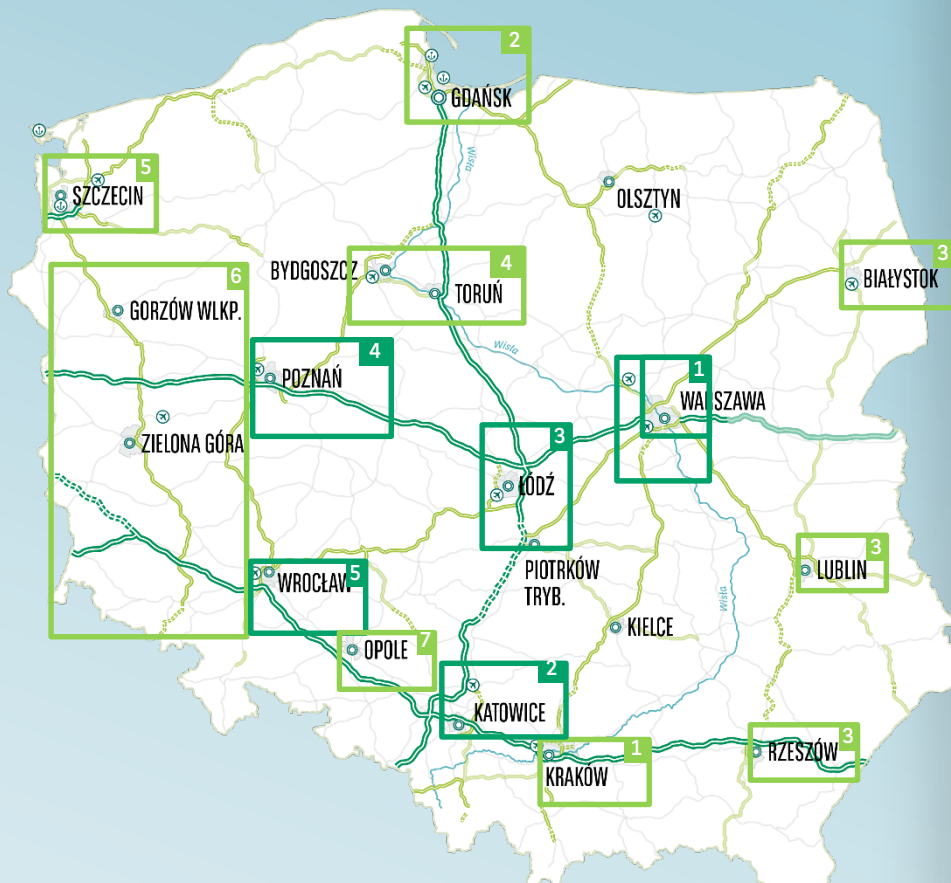 2
GDAŃSK
Wisła
5
SZCZECIN
OLSZTYN
3
BIAŁYSTOK
BYDGOSZCZ
4
TORUŃ
6
GORZÓW WLKP.
Wisła
4
POZNAŃ
1
WARSZAWA
ZIELONA GÓRA
3
ŁÓDŹ
5
WROCŁAW
PIOTRKÓW
TRYB.
3
LUBLIN
Wisła
KIELCE
7
OPOLE
2
KATOWICE
1
KRAKÓW
3
RZESZÓW